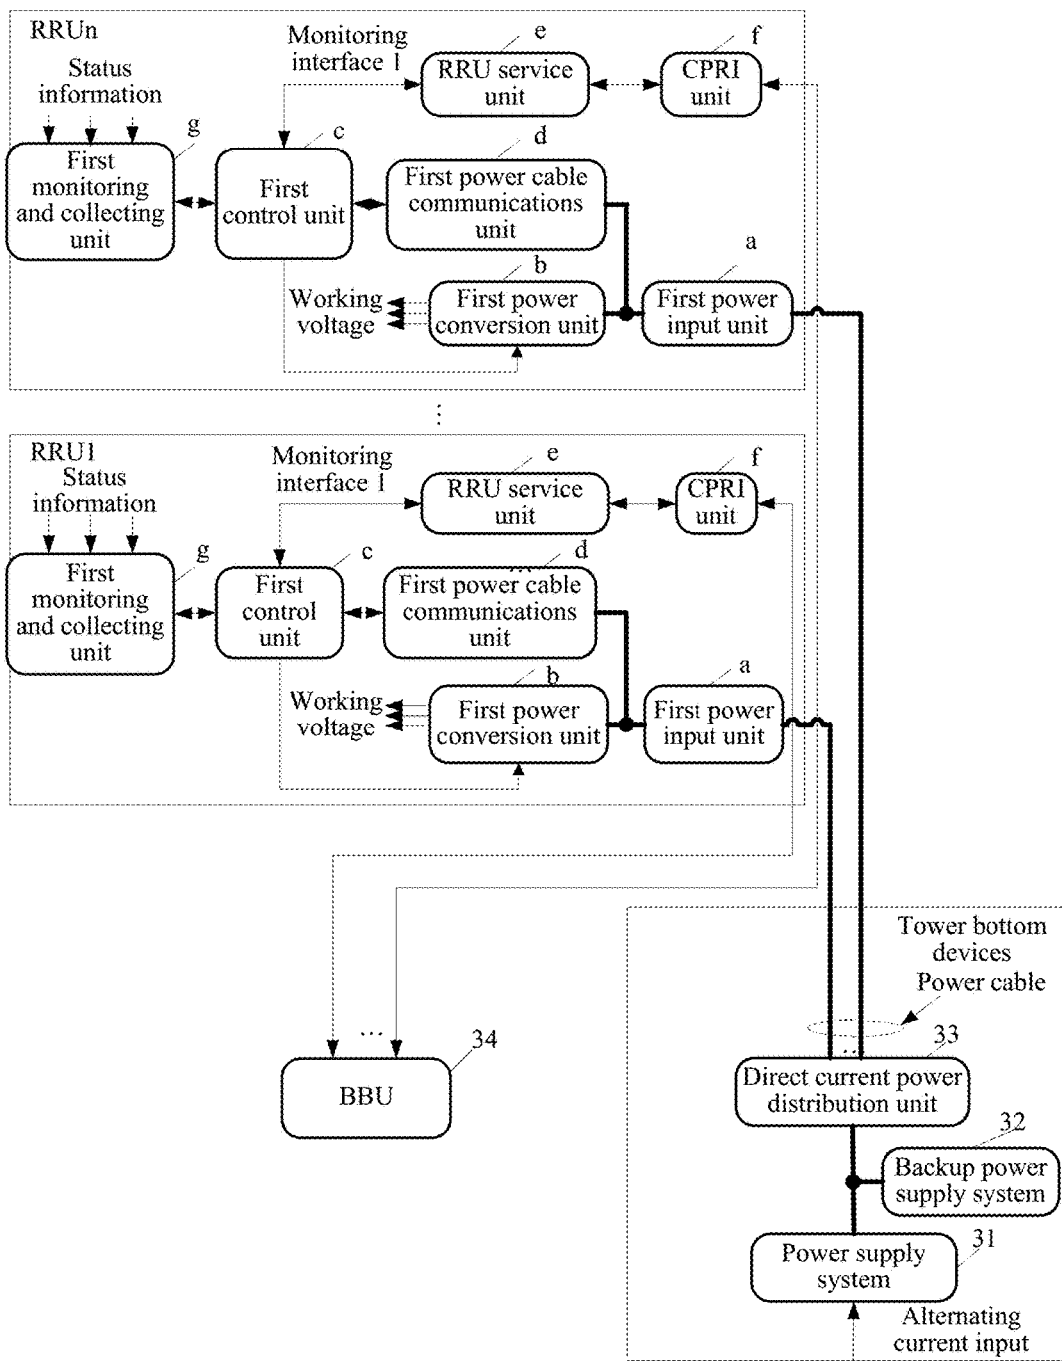 RRUn
Status
information
Monitoring
interface 1
e
RRU service
unit
f
CPRI
unit
g
First
monitoring
and collecting
unit
c
First
control unit
d
First power cable
communications
unit
Working
voltage
b
First power
conversion unit
a
First power
input unit
⋮
RRU1
Status
information
Monitoring
interface 1
e
RRU service
unit
f
CPRI
unit
g
First
monitoring
and collecting
unit
c
First
control
unit
d
First power cable
communications
unit
Working
voltage
b
First power
conversion unit
a
First power
input unit
Tower bottom
devices
Power cable
...
34
BBU
...
33
Direct current power
distribution unit
32
Backup power
supply system
31
Power supply
system
Alternating
current input